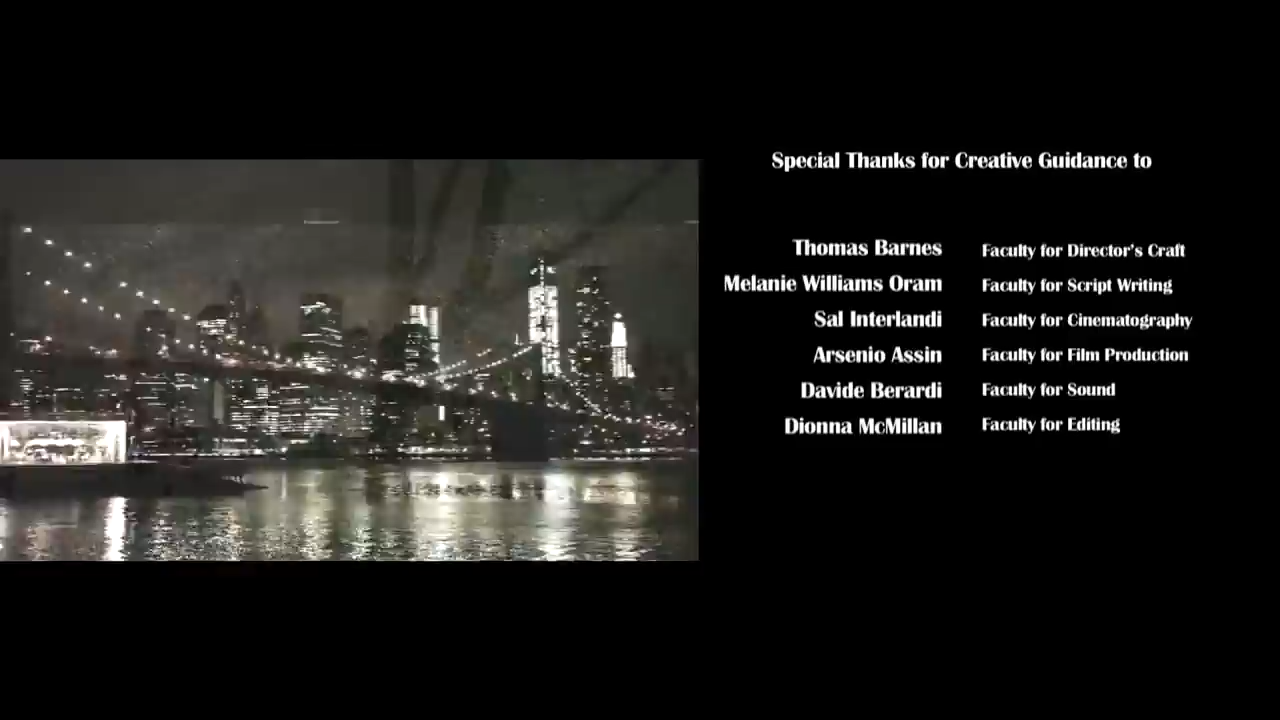 Special Thanks for Creative Guidance to
Thomas Barnes Faculty for Director's Craft
Melanie Williams Oram Faculty for Script Writing
Sal Interlandi Faculty for Cinematography
Arsenio Assin Faculty for Film Production
Davide Berardi Faculty for Sound
Dionna McMillan Faculty for Editing